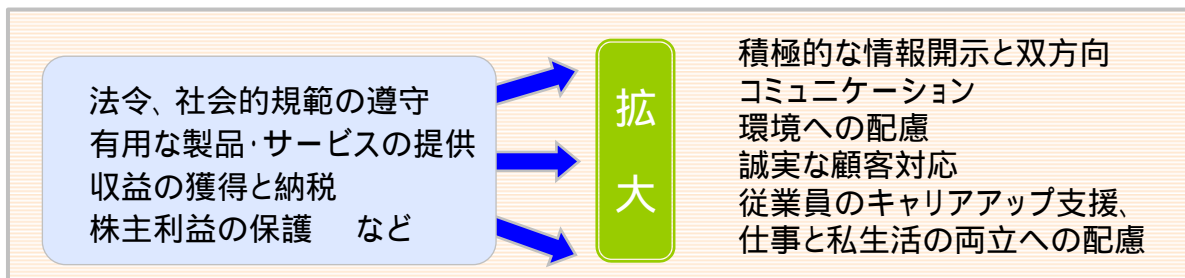 法令、社会的規範の遵守
有用な製品・サービスの提供
収益の獲得と納税
株主利益の保護　など
拡大
積極的な情報開示と双方向
コミュニケーション
環境への配慮
誠実な顧客対応
従業員のキャリアアップ支援、
仕事と私生活の両立への配慮